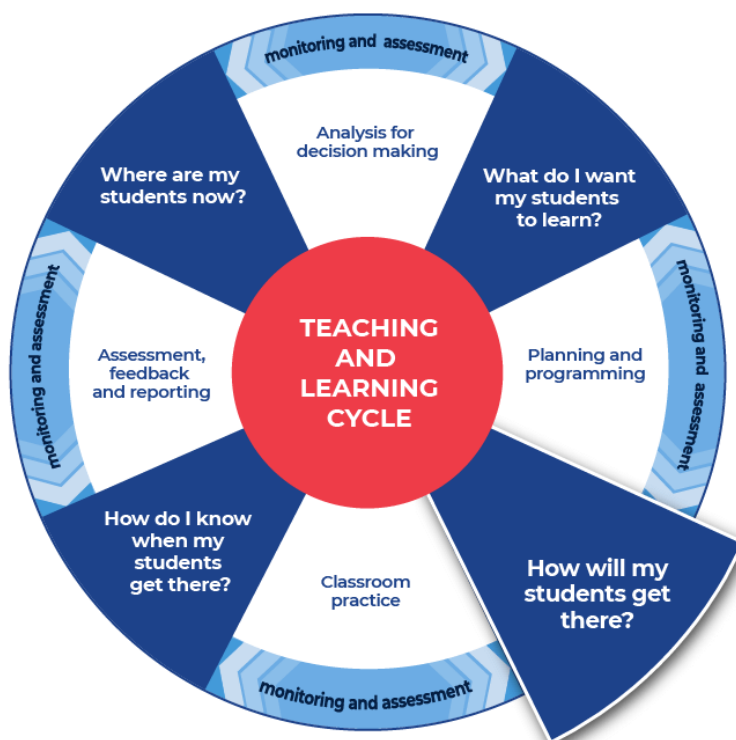 monitoring and assessment
Analysis for
decision making
What do I want
my students
to learn?
monitoring and assessment
Planning and
programming
How will my
students get
there?
monitoring and assessment
Classroom
practice
How do I know
when my
students
get there?
monitoring and assessment
Assessment,
feedback
and reporting
Where are my
students now?
TEACHING
AND
LEARNING
CYCLE